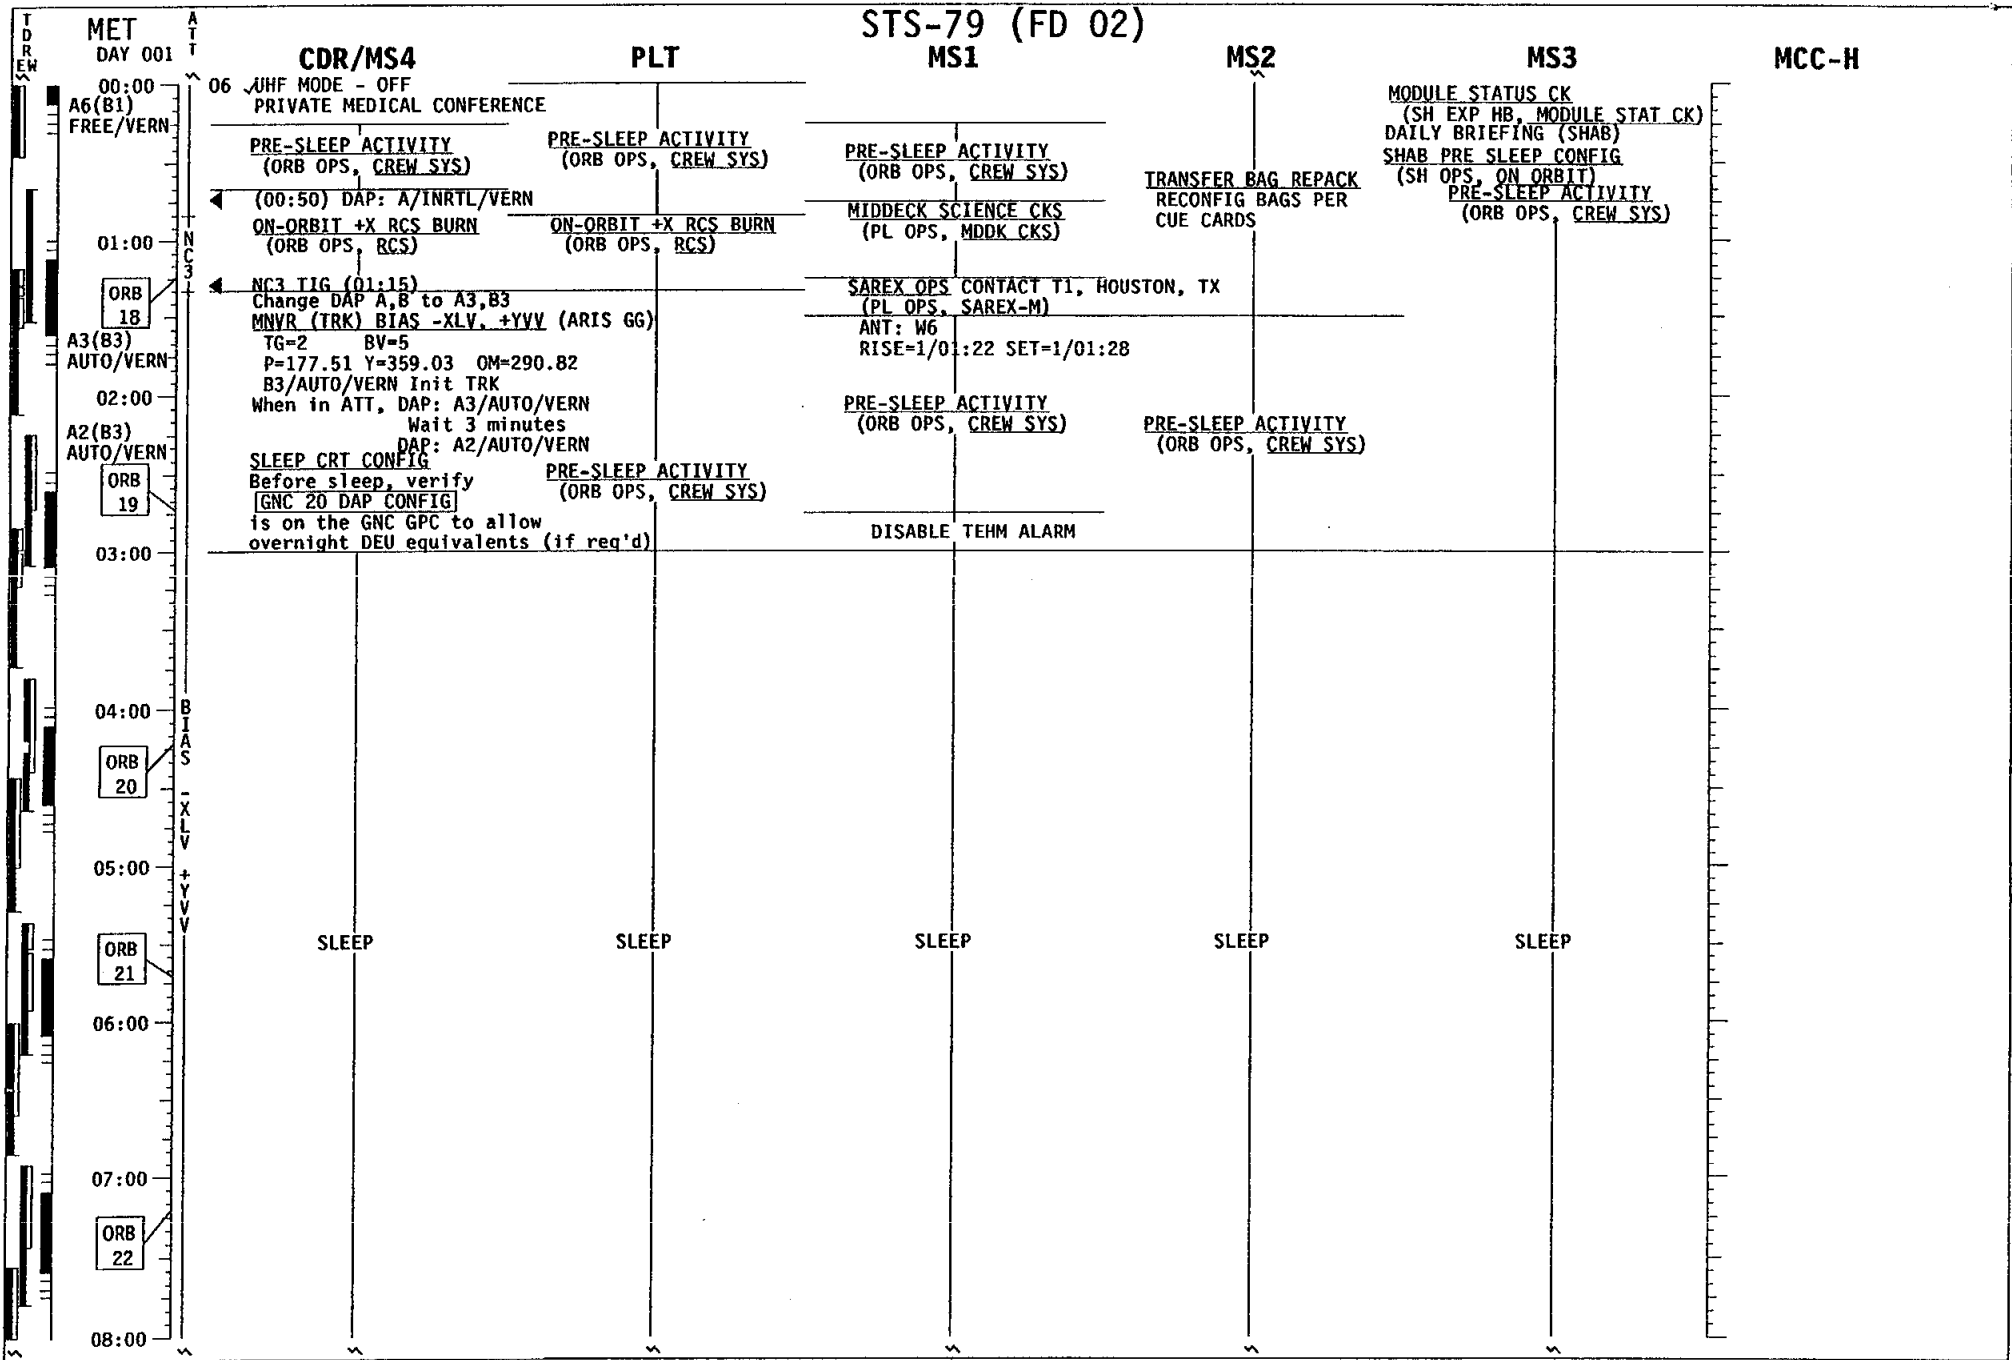 STS-79 (FD 02)
TDRE W
MET
DAY 001
ATT
CDR/MS4
PLT
MS1
MS2
MS3
MCC-H
00:00
A6(B1)
FREE/VERN
01:00
ORB
18
A3(B3)
AUTO/VERN
02:00
A2(B3)
AUTO/VERN
ORB
19
03:00
04:00
ORB
20
05:00
ORB
21
06:00
07:00
ORB
22
08:00
NC3
BIAS -XLV +YVV
06 √UHF MODE - OFF
PRIVATE MEDICAL CONFERENCE
PRE-SLEEP ACTIVITY
(ORB OPS, CREW SYS)
(00:50) DAP: A/INRTL/VERN
ON-ORBIT +X RCS BURN
(ORB OPS, RCS)
NC3 TIG (01:15)
Change DAP A,B to A3,B3
MNVR (TRK) BIAS -XLV, +YVV (ARIS GG)
TG=2 BV=5
P=177.51 Y=359.03 OM=290.82
B3/AUTO/VERN Init TRK
When in ATT, DAP: A3/AUTO/VERN
Wait 3 minutes
DAP: A2/AUTO/VERN
SLEEP CRT CONFIG
Before sleep, verify
GNC 20 DAP CONFIG
is on the GNC GPC to allow
overnight DEU equivalents (if req'd)
SLEEP
PRE-SLEEP ACTIVITY
(ORB OPS, CREW SYS)
ON-ORBIT +X RCS BURN
(ORB OPS, RCS)
PRE-SLEEP ACTIVITY
(ORB OPS, CREW SYS)
SLEEP
PRE-SLEEP ACTIVITY
(ORB OPS, CREW SYS)
MIDDECK SCIENCE CKS
(PL OPS, MDDK CKS)
SAREX OPS CONTACT T1, HOUSTON, TX
(PL OPS, SAREX-M)
ANT: W6
RISE=1/01:22 SET=1/01:28
PRE-SLEEP ACTIVITY
(ORB OPS, CREW SYS)
DISABLE TEHM ALARM
SLEEP
TRANSFER BAG REPACK
RECONFIG BAGS PER
CUE CARDS
PRE-SLEEP ACTIVITY
(ORB OPS, CREW SYS)
SLEEP
MODULE STATUS CK
(SH EXP HB, MODULE STAT CK)
DAILY BRIEFING (SHAB)
SHAB PRE SLEEP CONFIG
(SH OPS, ON ORBIT)
PRE-SLEEP ACTIVITY
(ORB OPS, CREW SYS)
SLEEP